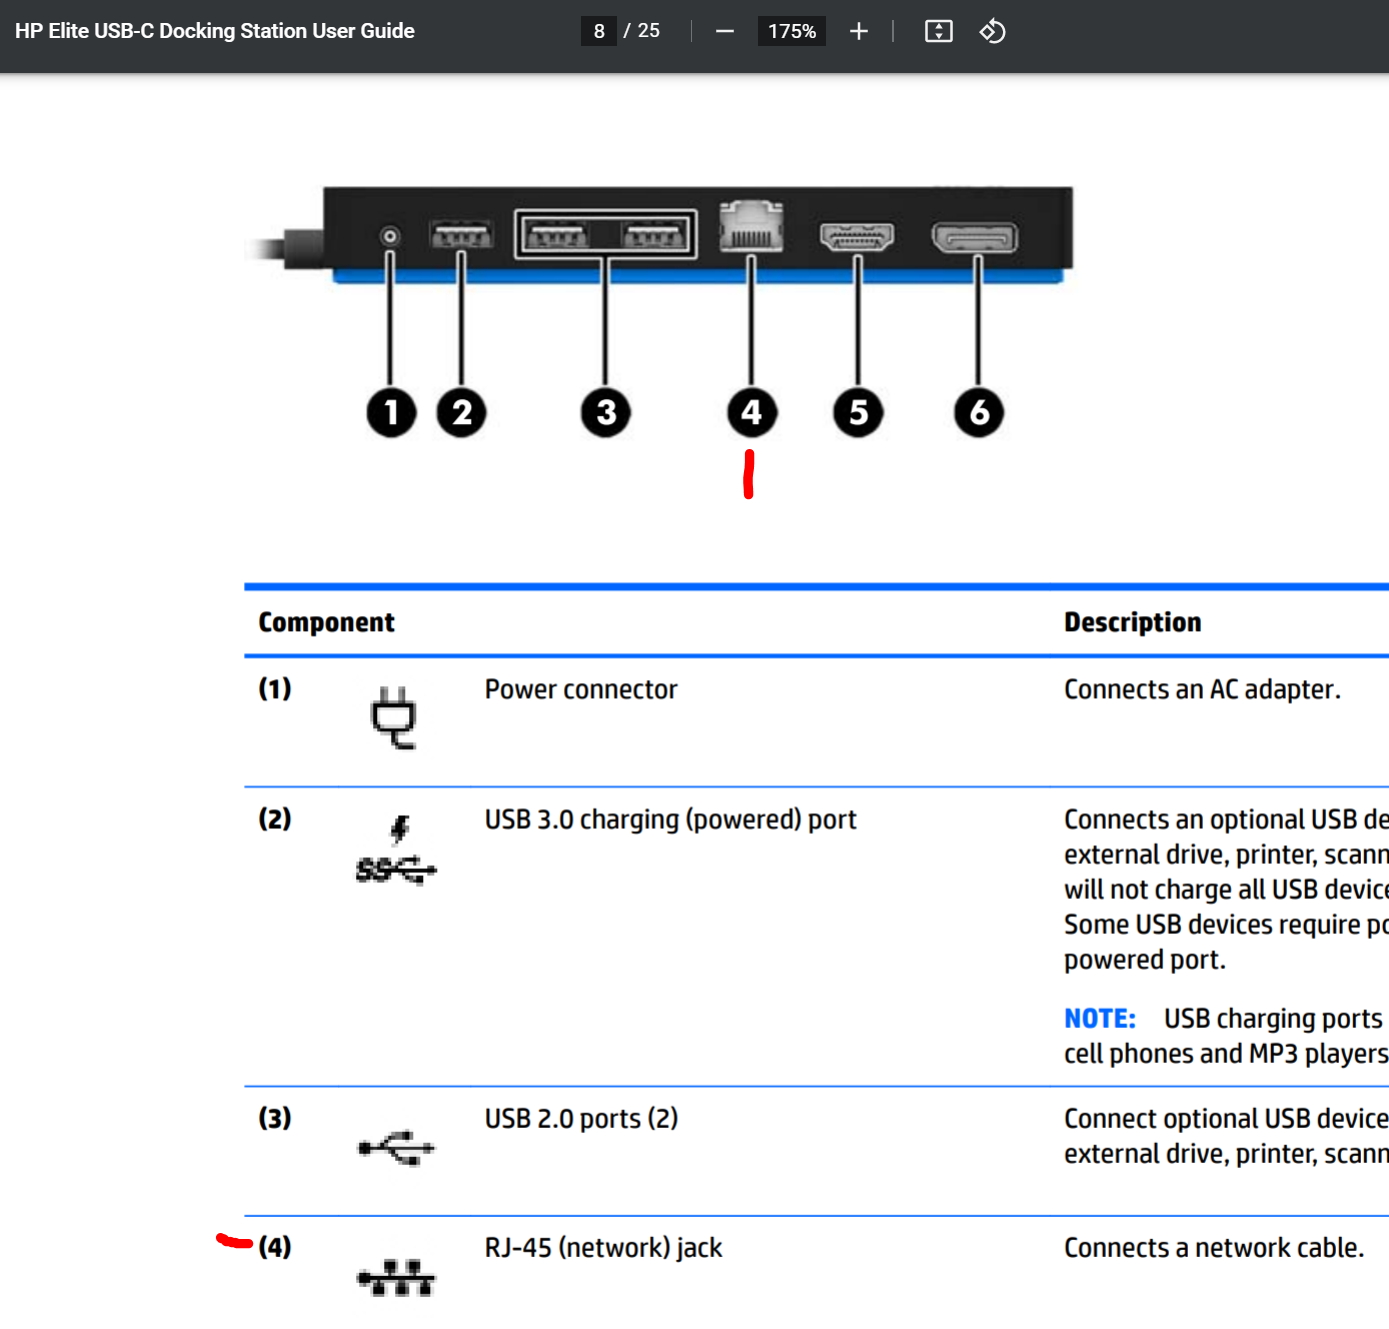 HP Elite USB-C Docking Station User Guide 8 / 25 175%
1 2 3 4 5 6
Component Description
(1) Power connector Connects an AC adapter.
(2) USB 3.0 charging (powered) port Connects an optional USB de
external drive, printer, scann
will not charge all USB device
Some USB devices require po
powered port.
NOTE: USB charging ports
cell phones and MP3 players
(3) USB 2.0 ports (2) Connect optional USB device
external drive, printer, scann
(4) RJ-45 (network) jack Connects a network cable.